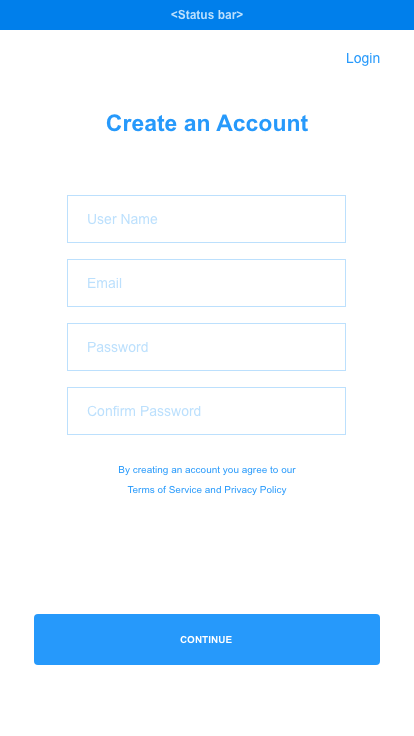 <Status bar>
Login
Create an Account
User Name
Email
Password
Confirm Password
By creating an account you agree to our
Terms of Service and Privacy Policy
CONTINUE